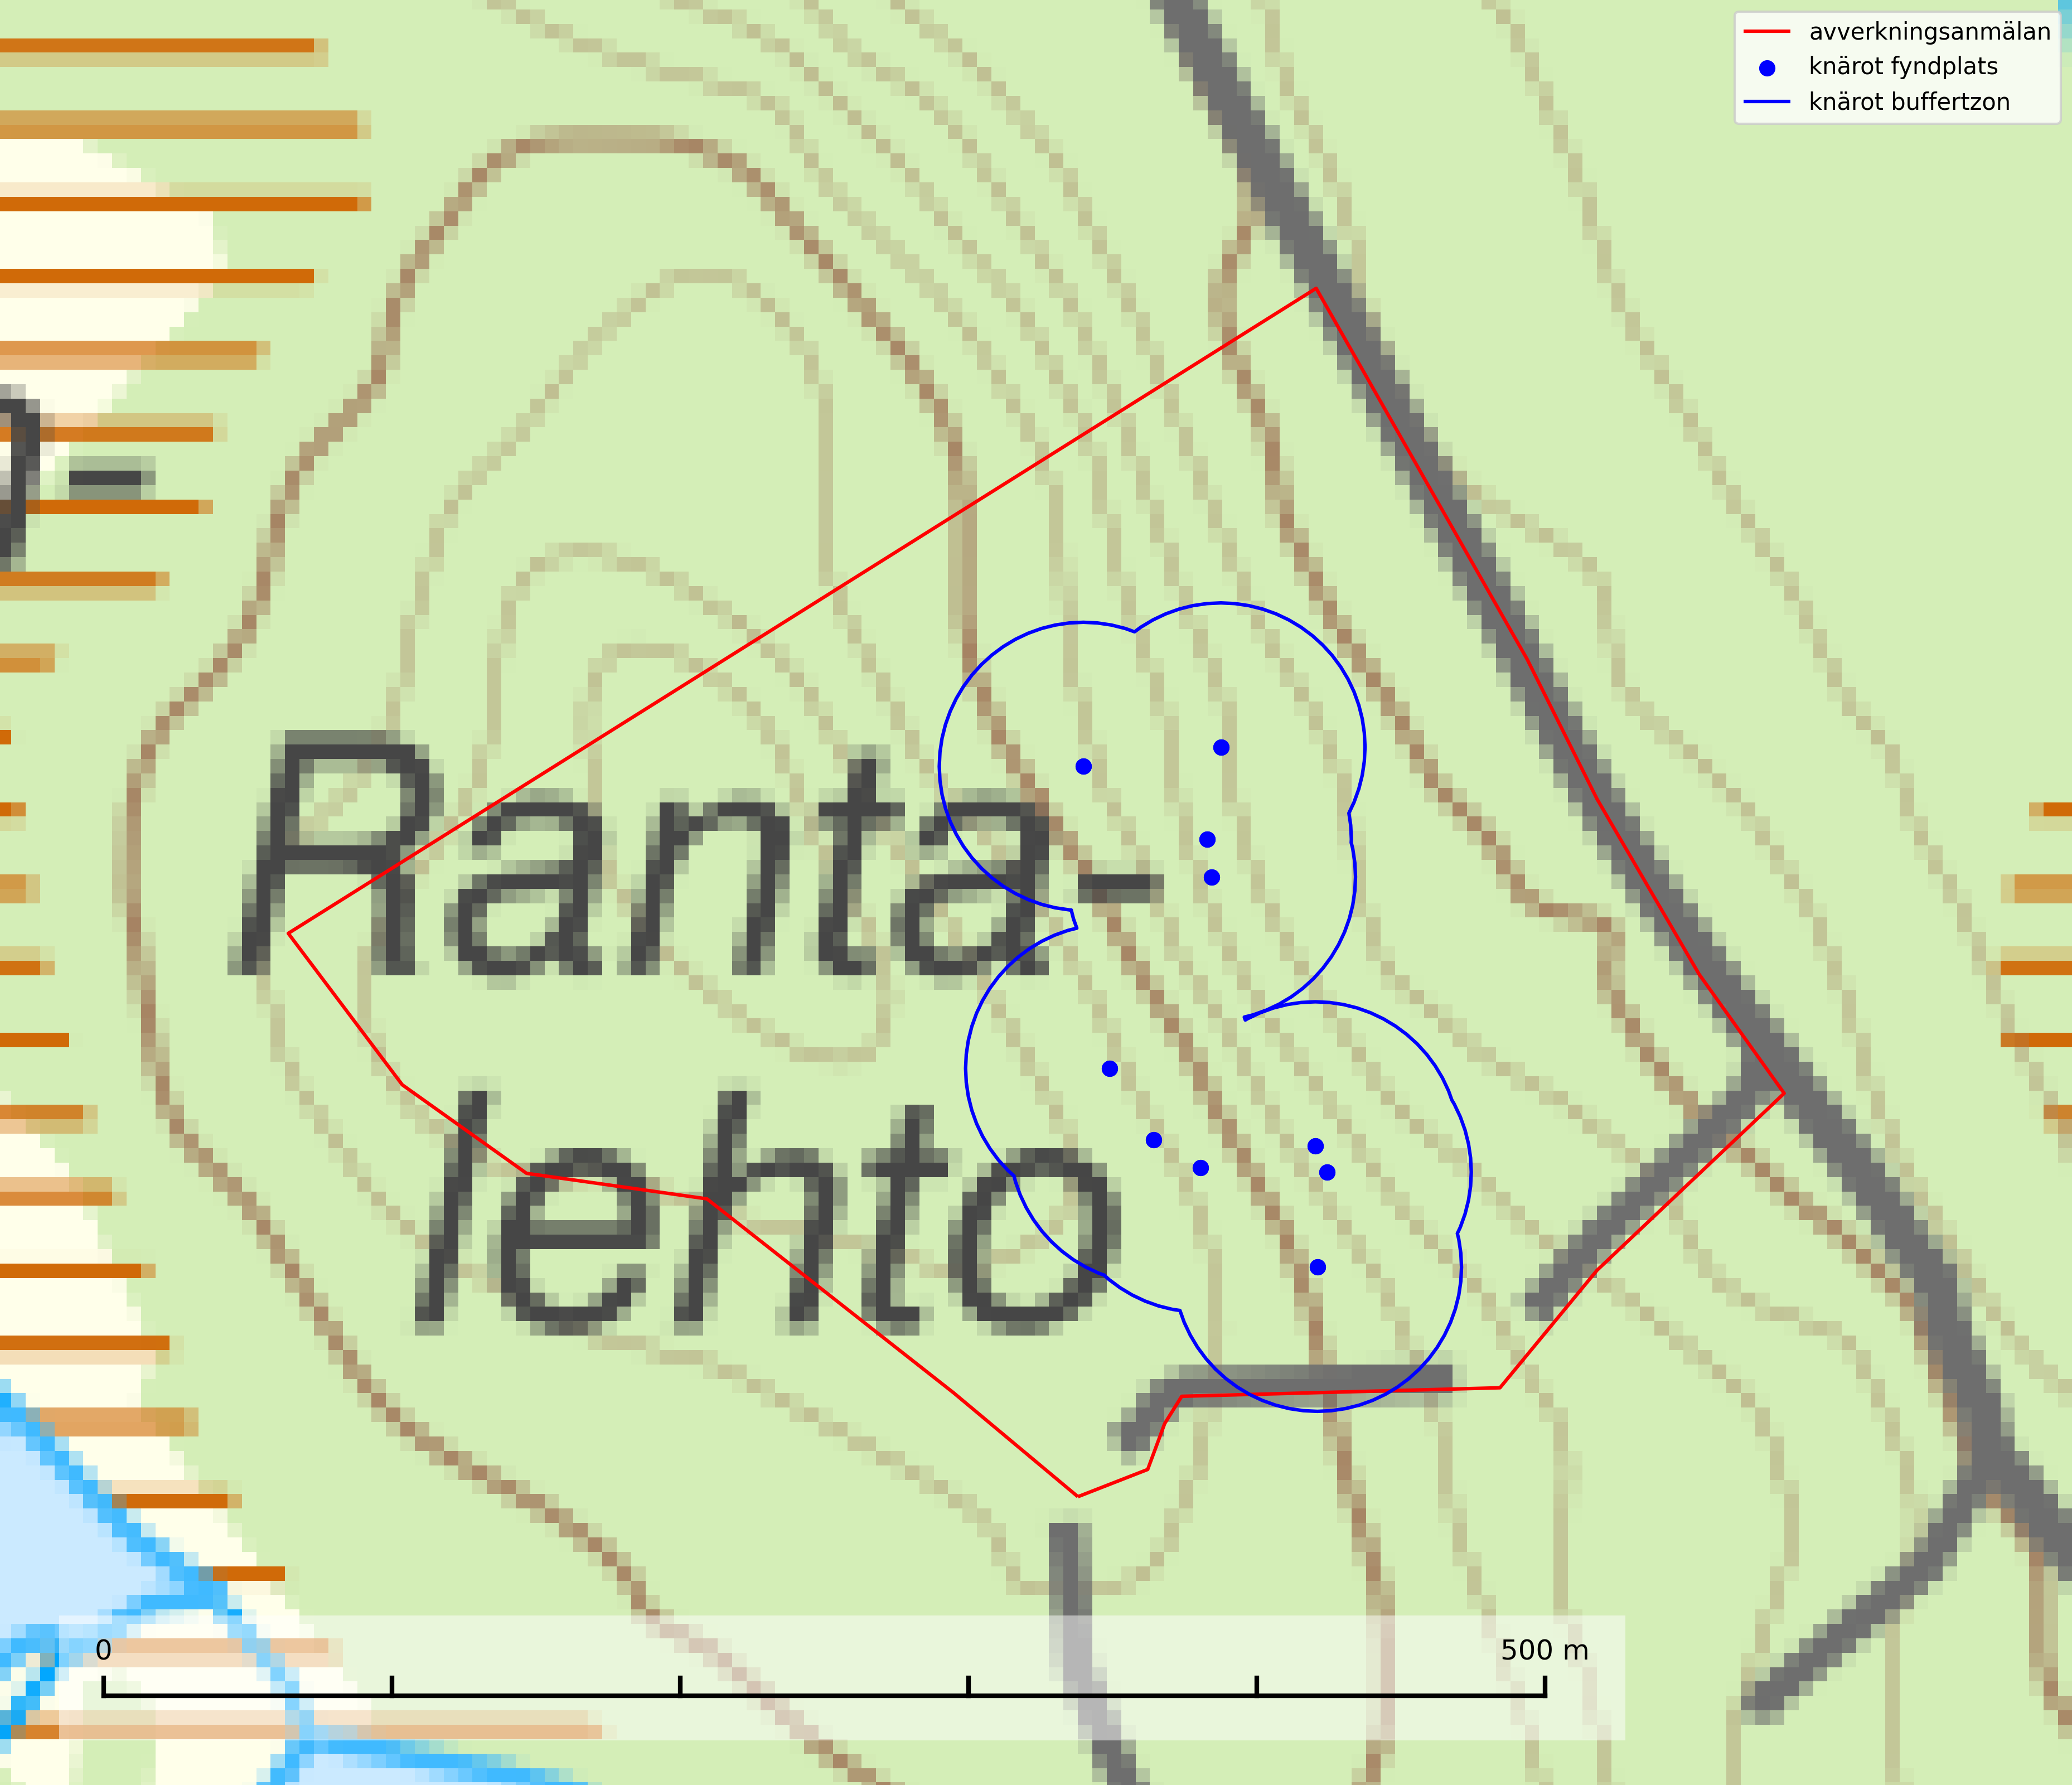 avverkningsanmälan
knärot fyndplats
knärot buffertzon
Ranta-
lehto
0 500 m